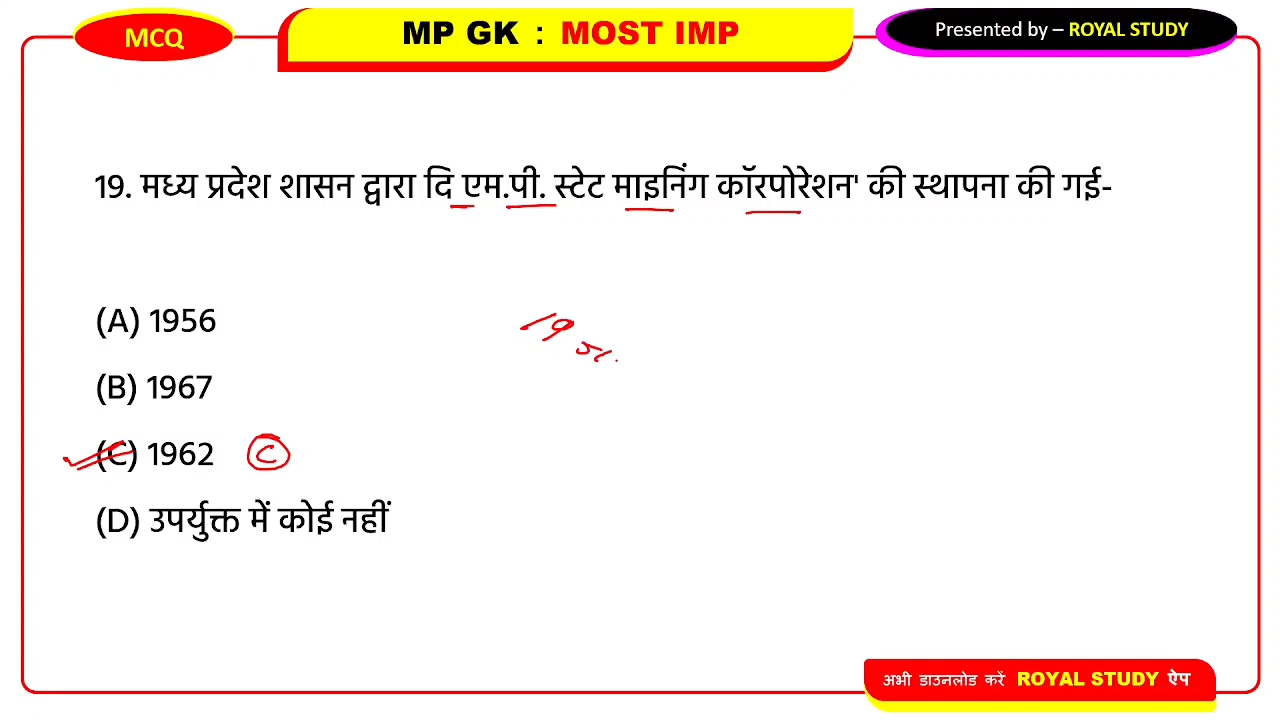 MCQ
MP GK : MOST IMP
Presented by – ROYAL STUDY
19. मध्य प्रदेश शासन द्वारा दि एम.पी. स्टेट माइनिंग कॉरपोरेशन' की स्थापना की गई-
(A) 1956
19
(B) 1967
(C) 1962 C
(D) उपर्युक्त में कोई नहीं
अभी डाउनलोड करें ROYAL STUDY ऐप